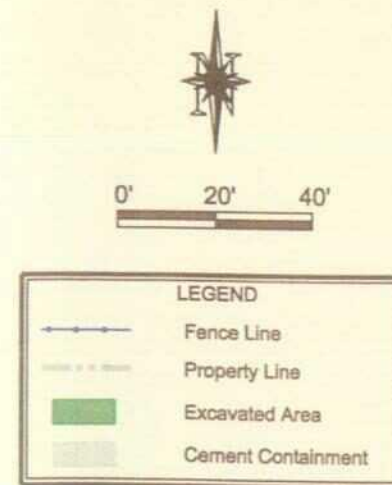 N
0' 20' 40'
LEGEND
Fence Line
Property Line
Excavated Area
Cement Containment